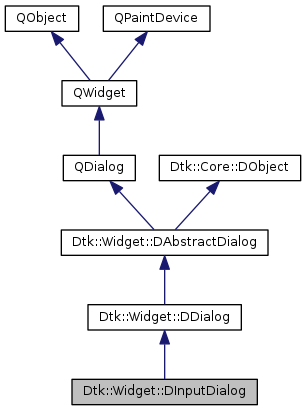 QObject
QPaintDevice
QWidget
QDialog
Dtk::Core::DObject
Dtk::Widget::DAbstractDialog
Dtk::Widget::DDialog
Dtk::Widget::DInputDialog